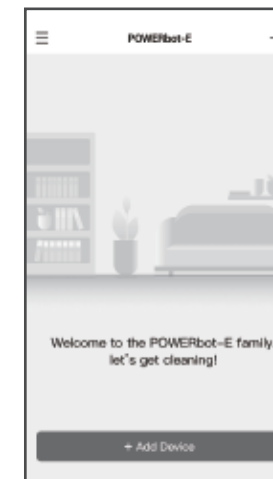 POWERbot-E
Welcome to the POWERbot-E family,
let's get cleaning!
+ Add Device